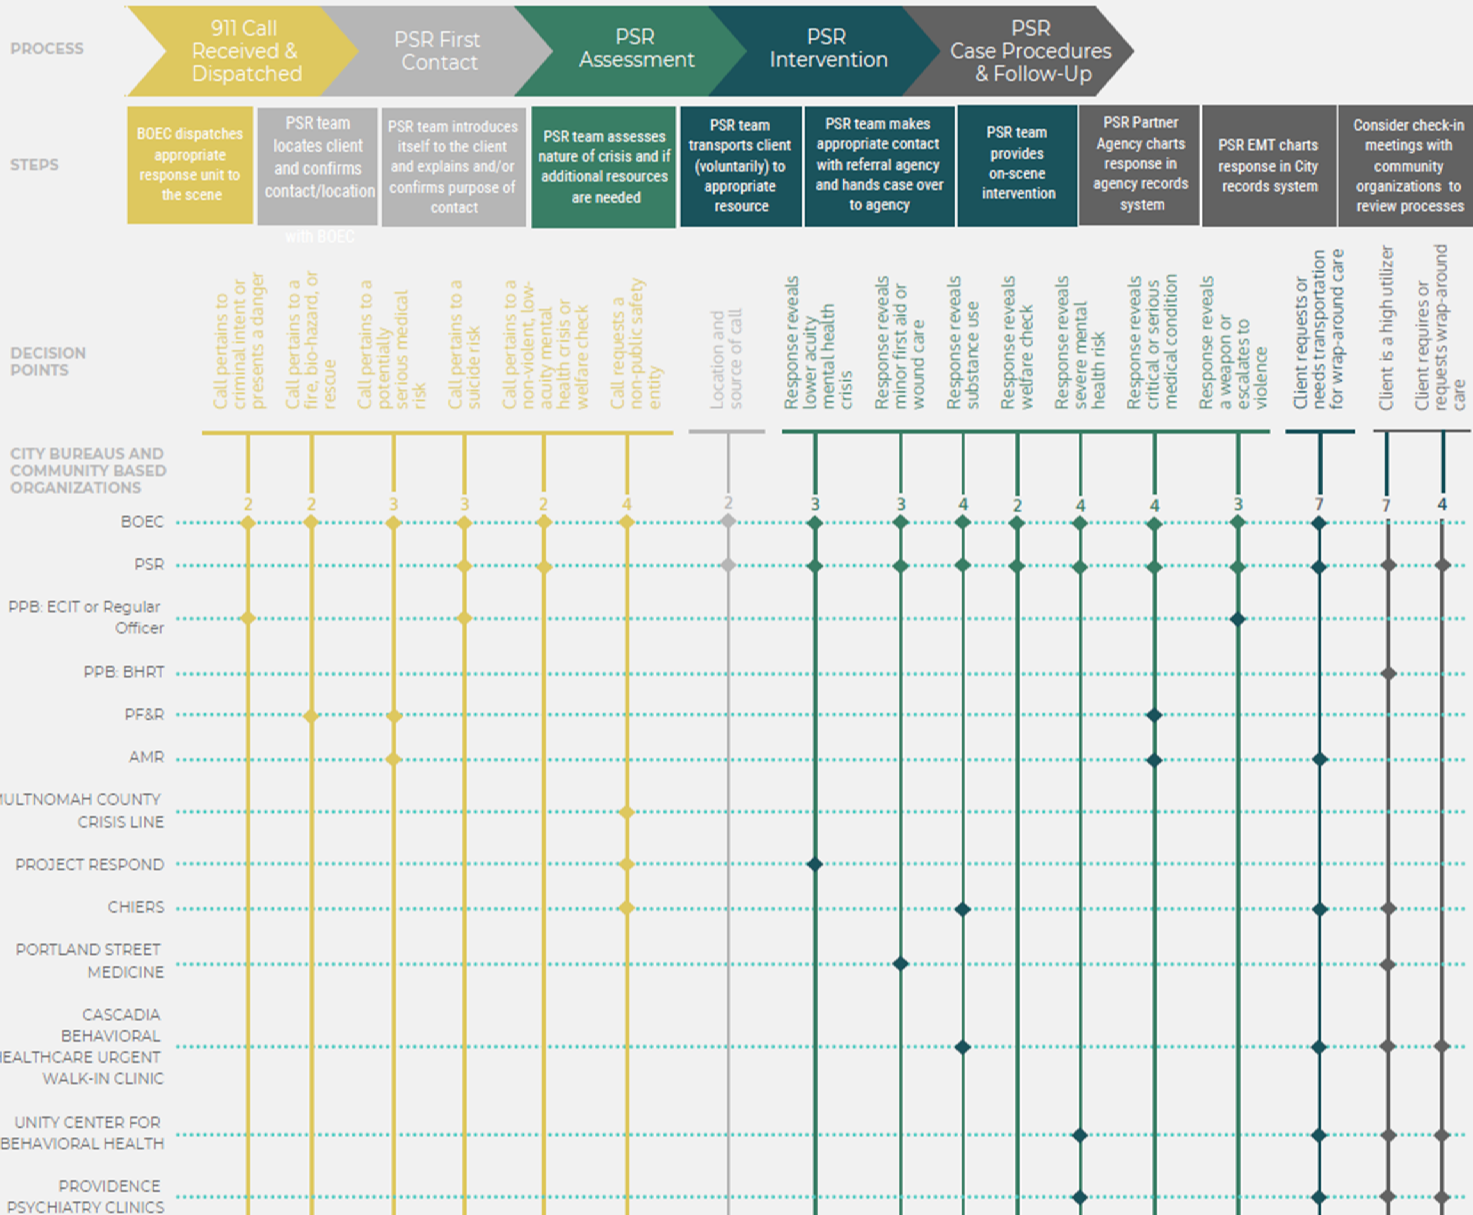 PROCESS
911 Call
Received &
Dispatched
PSR First
Contact
PSR
Assessment
PSR
Intervention
PSR
Case Procedures
& Follow-Up
STEPS
BOEC dispatches
appropriate
response unit to
the scene
PSR team
locates client
and confirms
contact/location
with BOEC
PSR team introduces
itself to the client
and explains and/or
confirms purpose of
contact
PSR team assesses
nature of crisis and if
additional resources
are needed
PSR team
transports client
(voluntarily) to
appropriate
resource
PSR team makes
appropriate contact
with referral agency
and hands case over
to agency
PSR team
provides
on-scene
intervention
PSR Partner
Agency charts
response in
agency records
system
PSR EMT charts
response in City
records system
Consider check-in
meetings with
community
organizations to
review processes
DECISION
POINTS
Call pertains to
criminal intent or
presents a danger
Call pertains to a
fire, bio-hazard, or
rescue
Call pertains to a
potentially
serious medical
risk
Call pertains to a
suicide risk
Call pertains to a
non-violent, low-
acuity mental
health crisis or
welfare check
Call requests a
non-public safety
entity
Location and
source of call
Response reveals
lower acuity
mental health
crisis
Response reveals
minor first aid or
wound care
Response reveals
substance use
Response reveals
welfare check
Response reveals
severe mental
health risk
Response reveals
critical or serious
medical condition
Response reveals
a weapon or
escalates to
violence
Client requests or
needs transportation
for wrap-around care
Client is a high utilizer
Client requires or
requests wrap-around
care
CITY BUREAUS AND
COMMUNITY BASED
ORGANIZATIONS
2 2 3 3 2 4 2 3 3 4 2 4 4 3 7 7 4
BOEC
PSR
PPB: ECIT or Regular
Officer
PPB: BHRT
PF&R
AMR
MULTNOMAH COUNTY
CRISIS LINE
PROJECT RESPOND
CHIERS
PORTLAND STREET
MEDICINE
CASCADIA
BEHAVIORAL
HEALTHCARE URGENT
WALK-IN CLINIC
UNITY CENTER FOR
BEHAVIORAL HEALTH
PROVIDENCE
PSYCHIATRY CLINICS